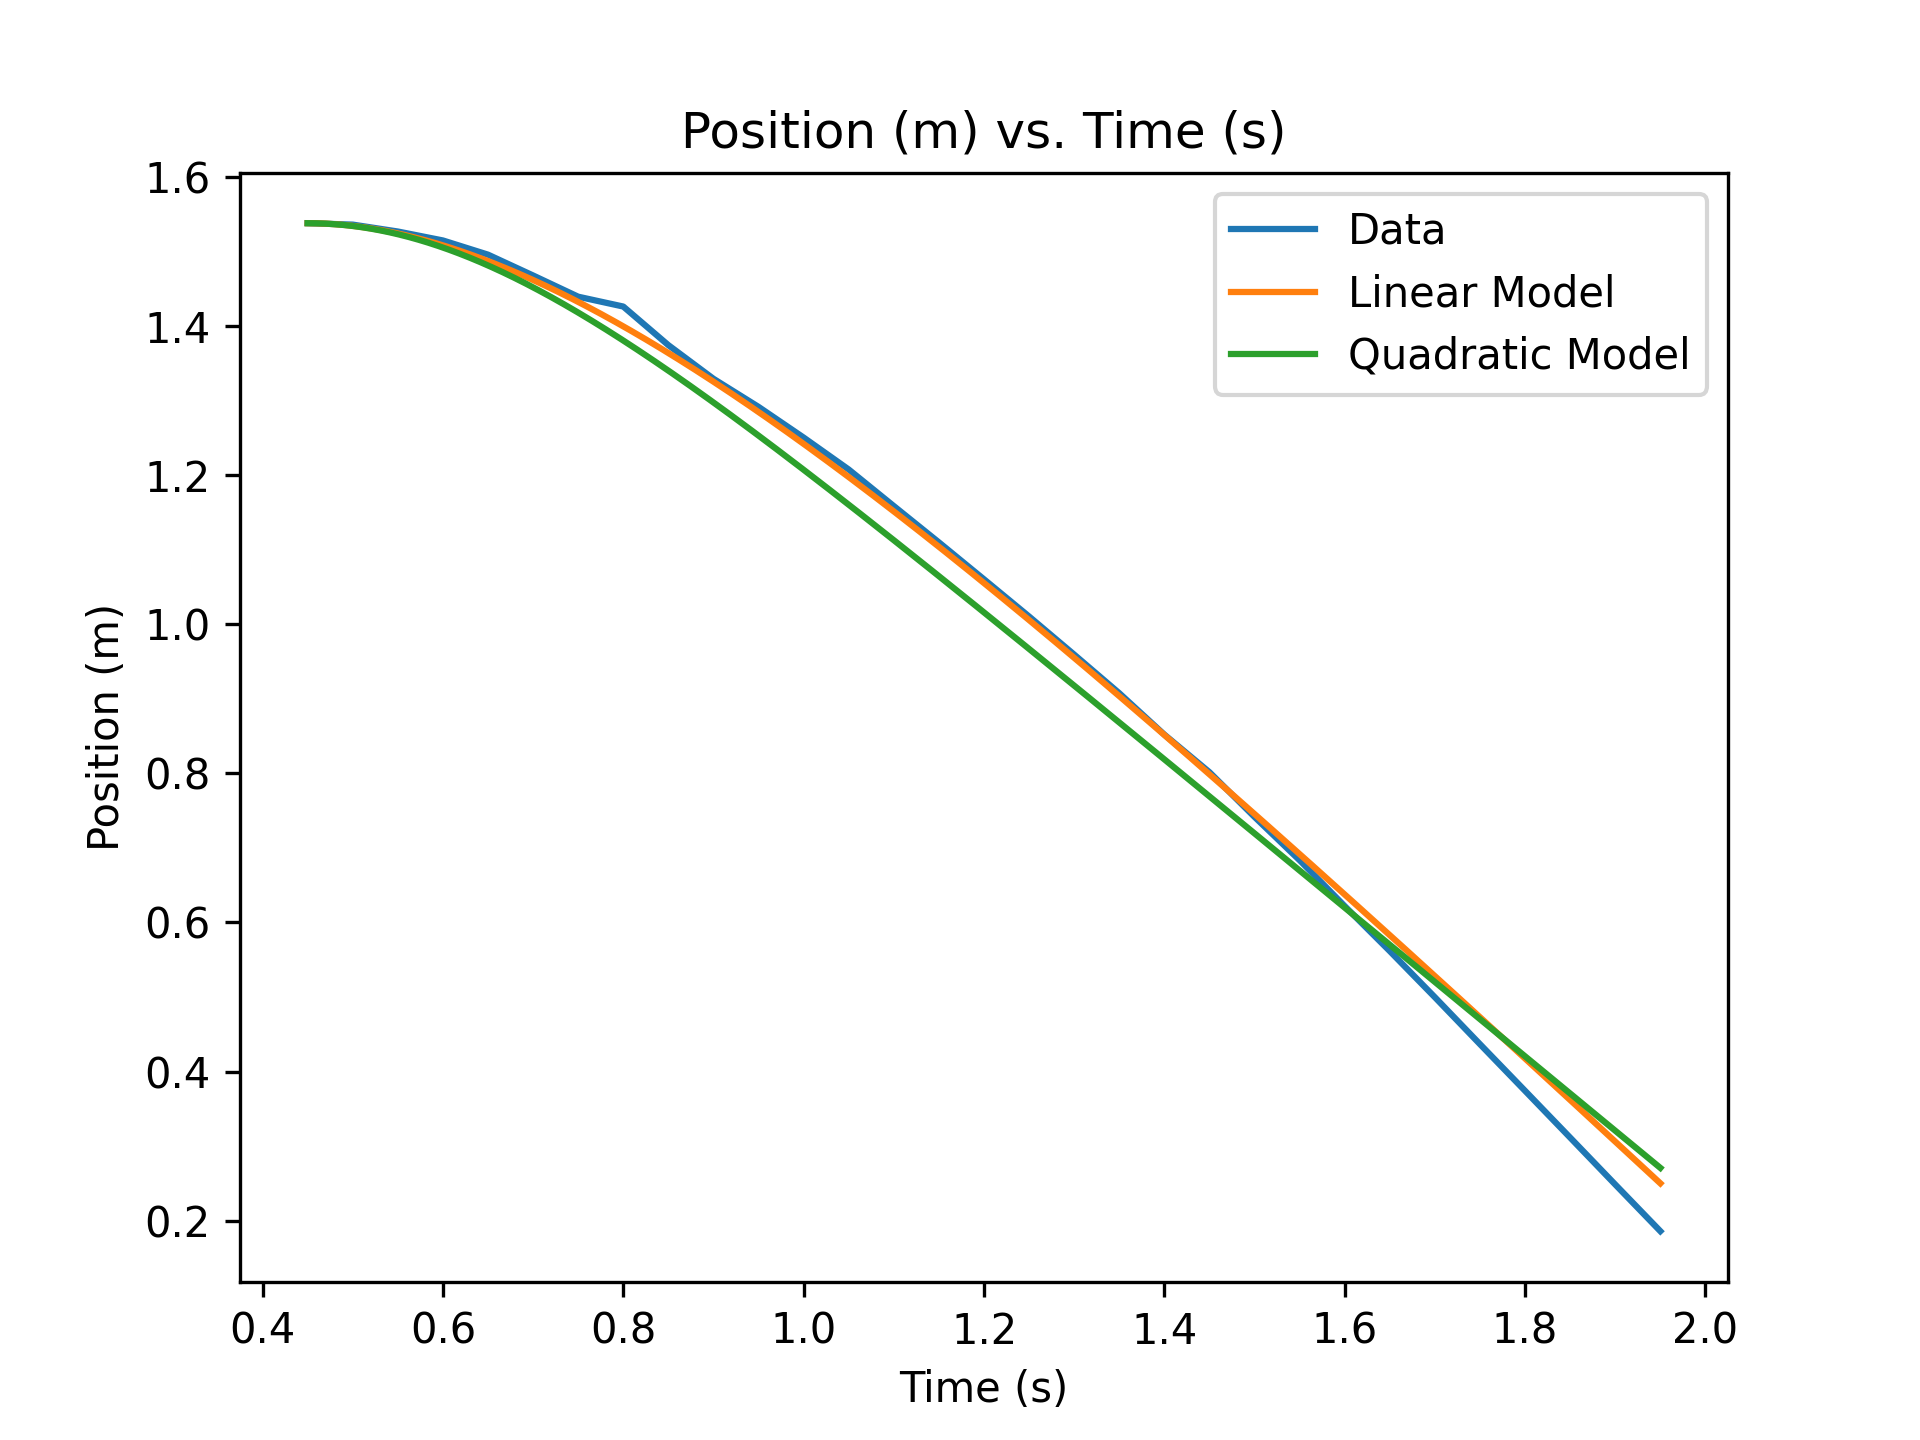 Position (m) vs. Time (s)
Data
Linear Model
Quadratic Model
Position (m)
1.6
1.4
1.2
1.0
0.8
0.6
0.4
0.2
0.4 0.6 0.8 1.0 1.2 1.4 1.6 1.8 2.0
Time (s)